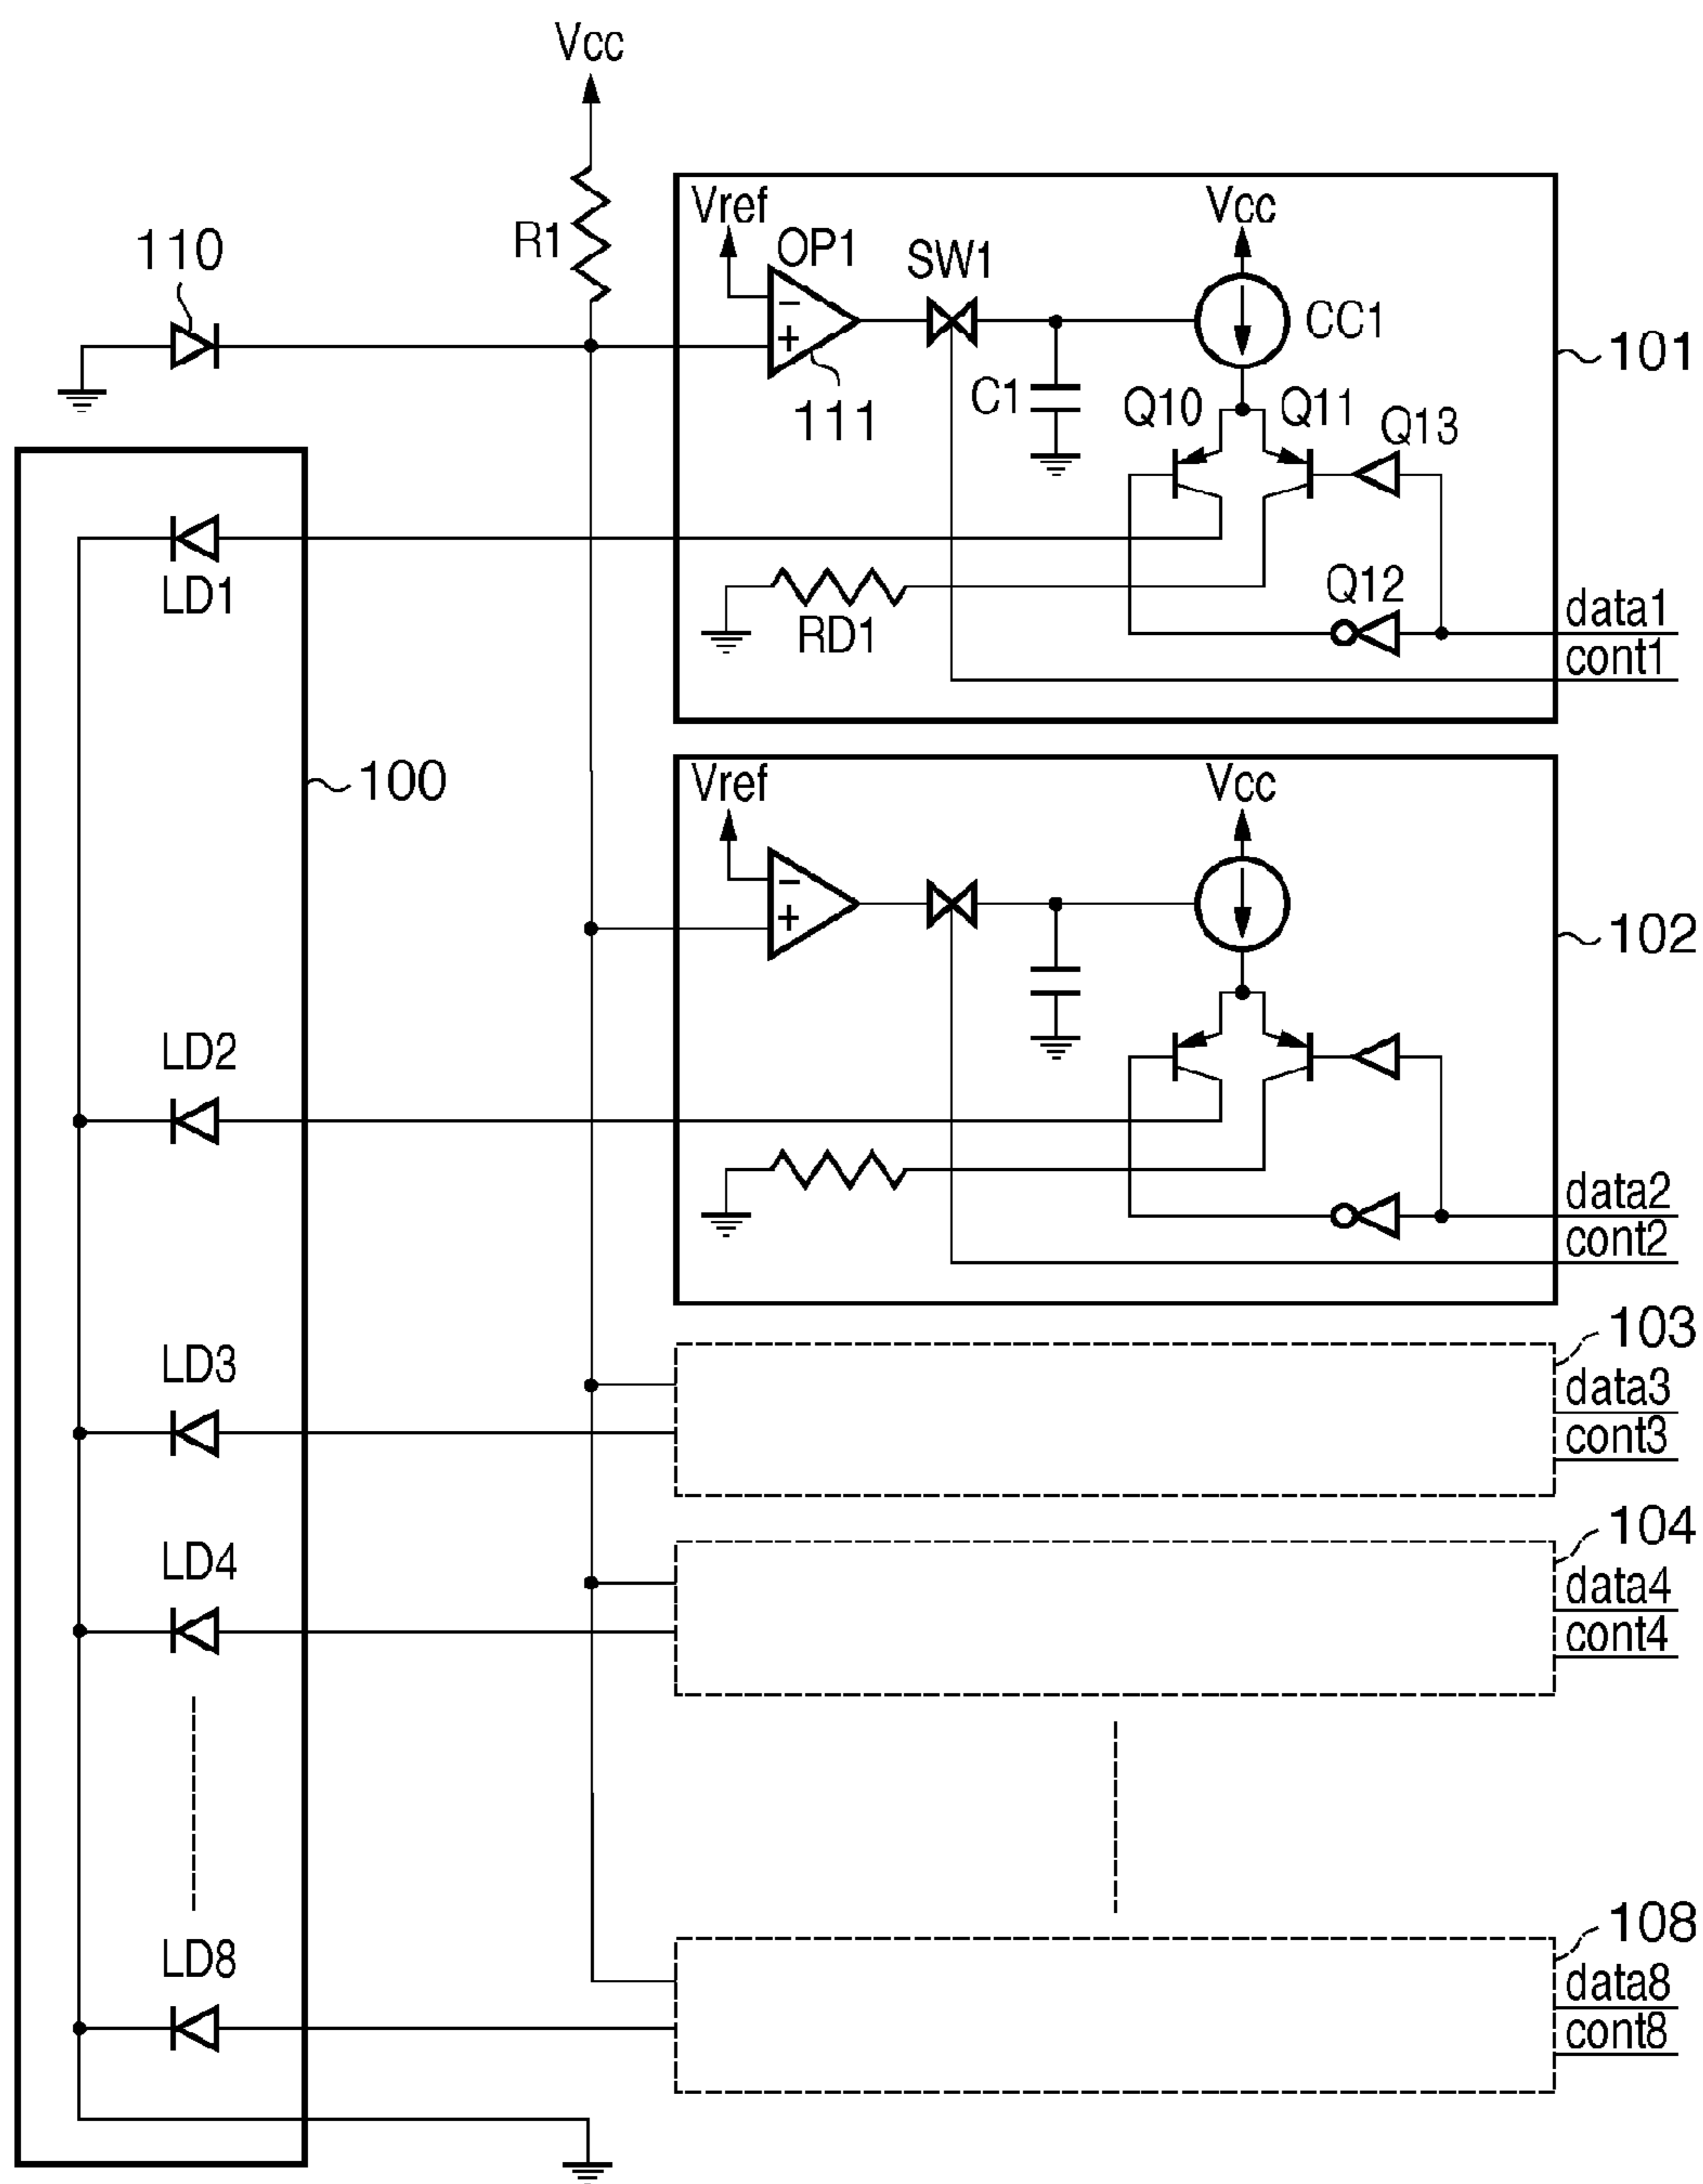 Vcc
R1
110
Vref
OP1
SW1
Vcc
CC1
101
−
+
111
C1
Q10
Q11
Q13
LD1
RD1
Q12
data1
cont1
100
Vref
Vcc
−
+
102
LD2
data2
cont2
103
LD3
data3
cont3
104
LD4
data4
cont4
108
LD8
data8
cont8